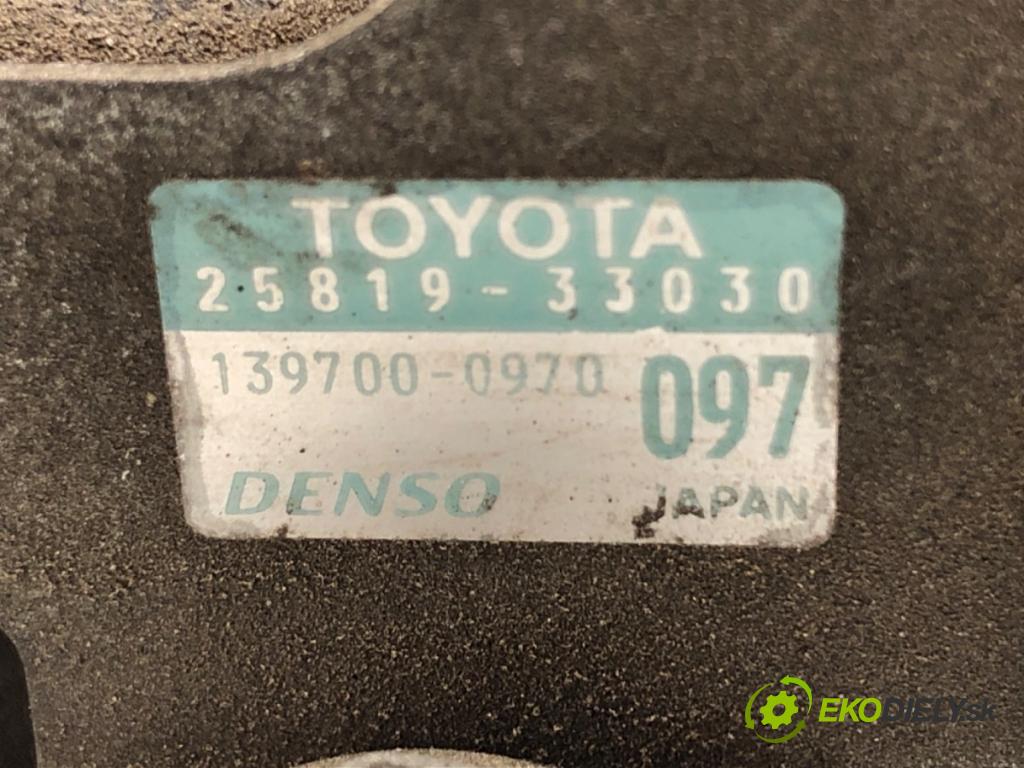 TOYOTA
25819-33030
139700-0970 097
DENSO JAPAN
EKODIELY.sk